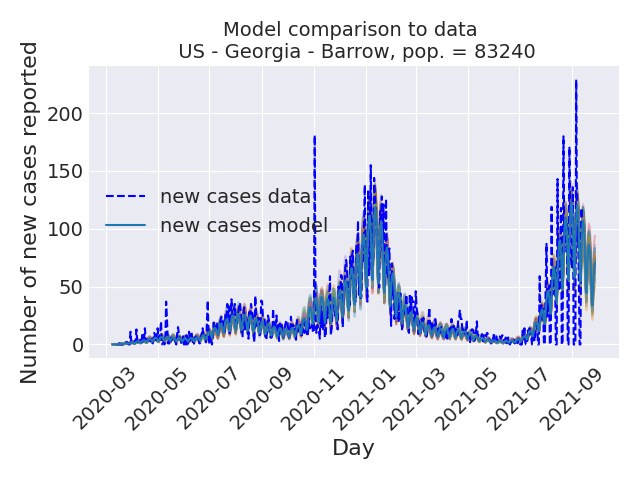 Model comparison to data
US - Georgia - Barrow, pop. = 83240
Number of new cases reported
200
150
100
50
0
new cases data
new cases model
2020-03
2020-05
2020-07
2020-09
2020-11
2021-01
2021-03
2021-05
2021-07
2021-09
Day